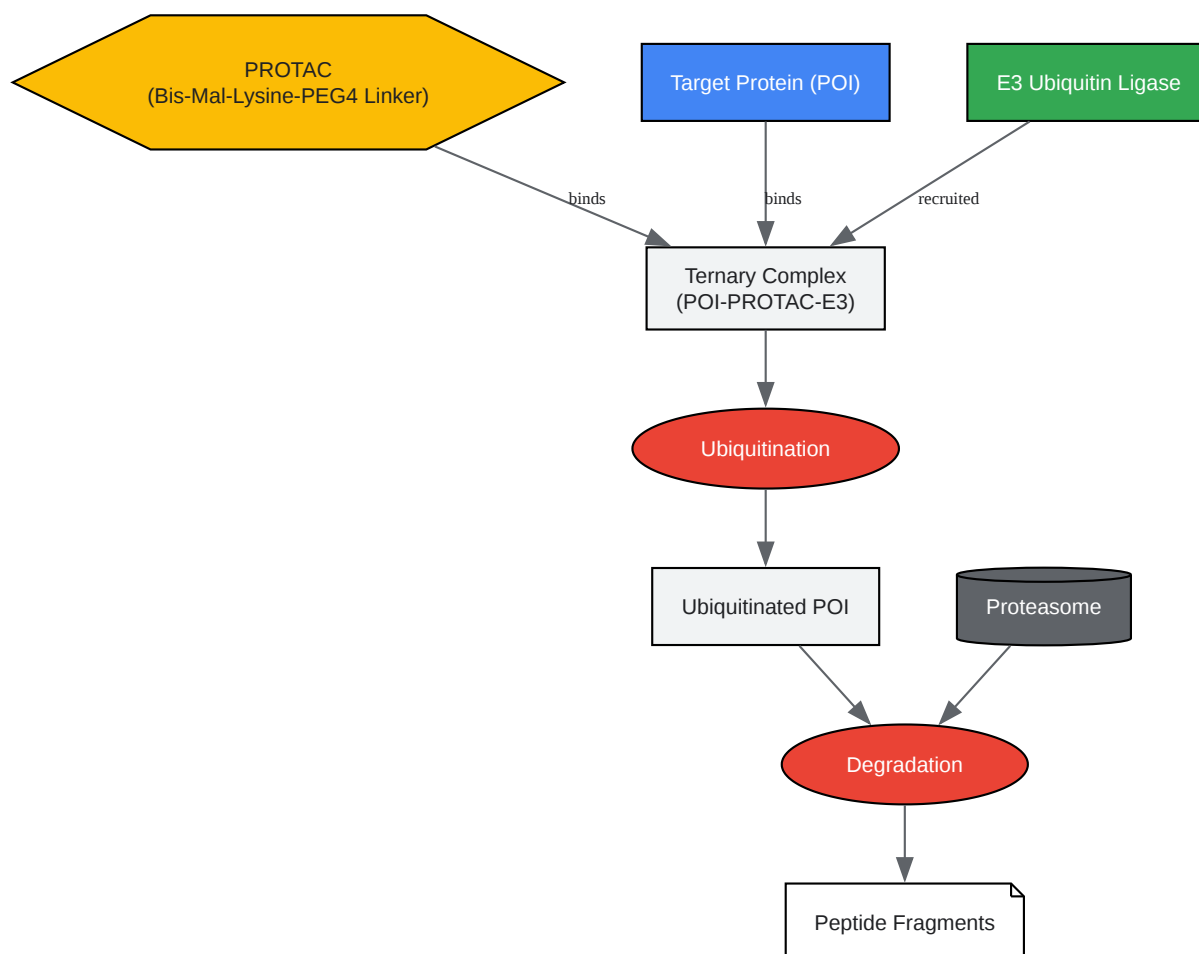 PROTAC
(Bis-Mal-Lysine-PEG4 Linker)
Target Protein (POI)
E3 Ubiquitin Ligase
binds
binds
recruited
Ternary Complex
(POI-PROTAC-E3)
Ubiquitination
Ubiquitinated POI
Proteasome
Degradation
Peptide Fragments